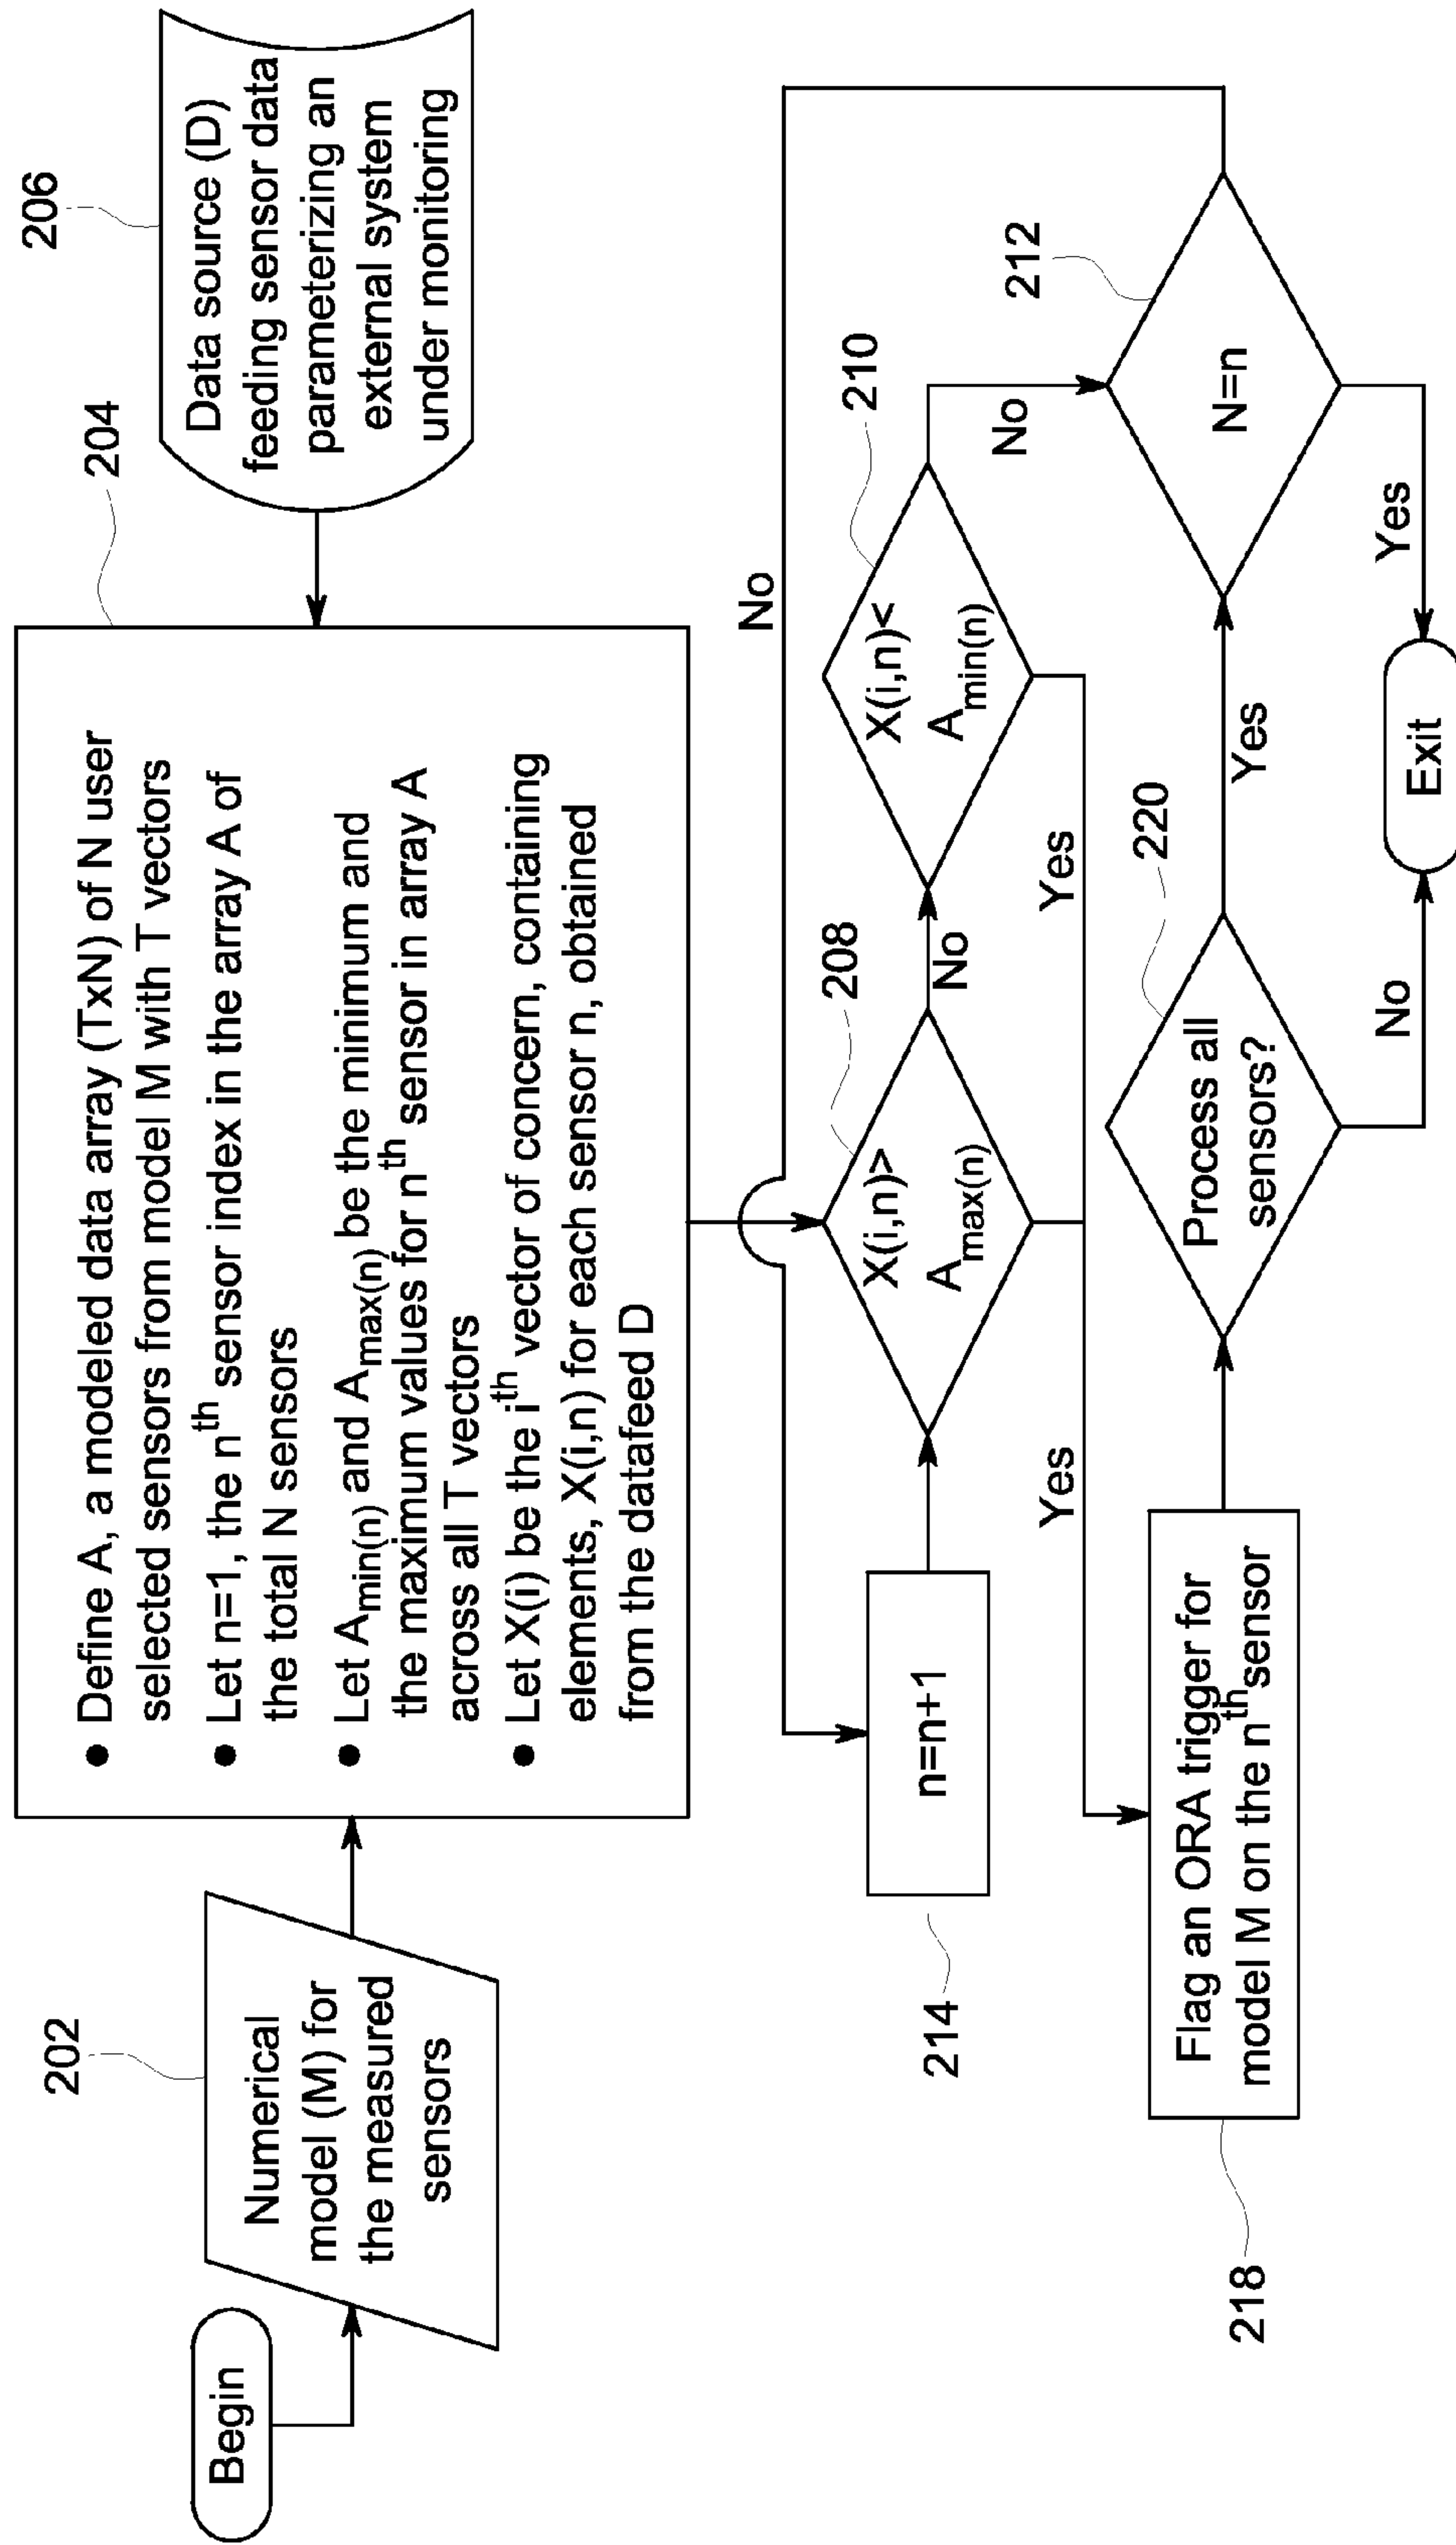 Begin
202
Numerical
model (M) for
the measured
sensors
204
● Define A, a modeled data array (TxN) of N user
selected sensors from model M with T vectors
● Let n=1, the nth sensor index in the array A of
the total N sensors
● Let Amin(n) and Amax(n) be the minimum and
the maximum values for nth sensor in array A
across all T vectors
● Let X(i) be the ith vector of concern, containing
elements, X(i,n) for each sensor n, obtained
from the datafeed D
206
Data source (D)
feeding sensor data
parameterizing an
external system
under monitoring
No
214
n=n+1
208
X(i,n)>
Amax(n)
No
210
X(i,n)<
Amin(n)
No
212
N=n
Yes
Yes
218
Flag an ORA trigger for
model M on the nth sensor
220
Process all
sensors?
Yes
No
Exit
Yes